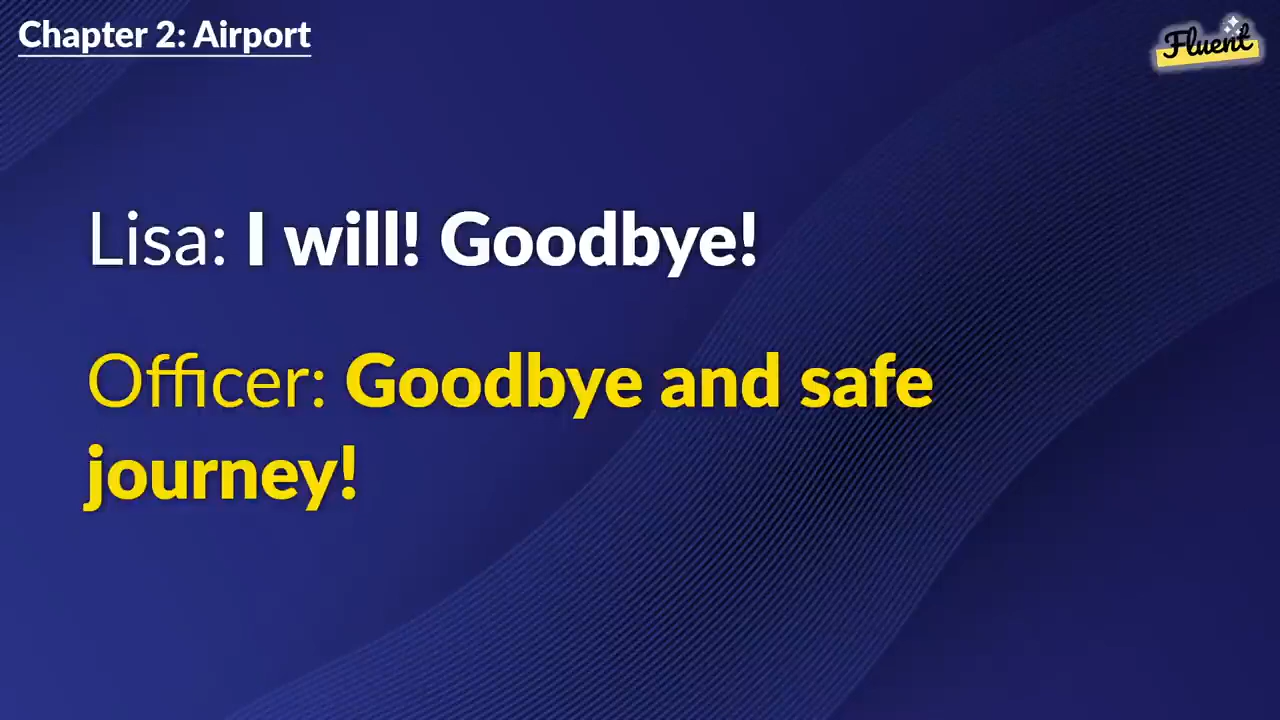 Chapter 2: Airport
Fluent
Lisa: I will! Goodbye!
Officer: Goodbye and safe
journey!